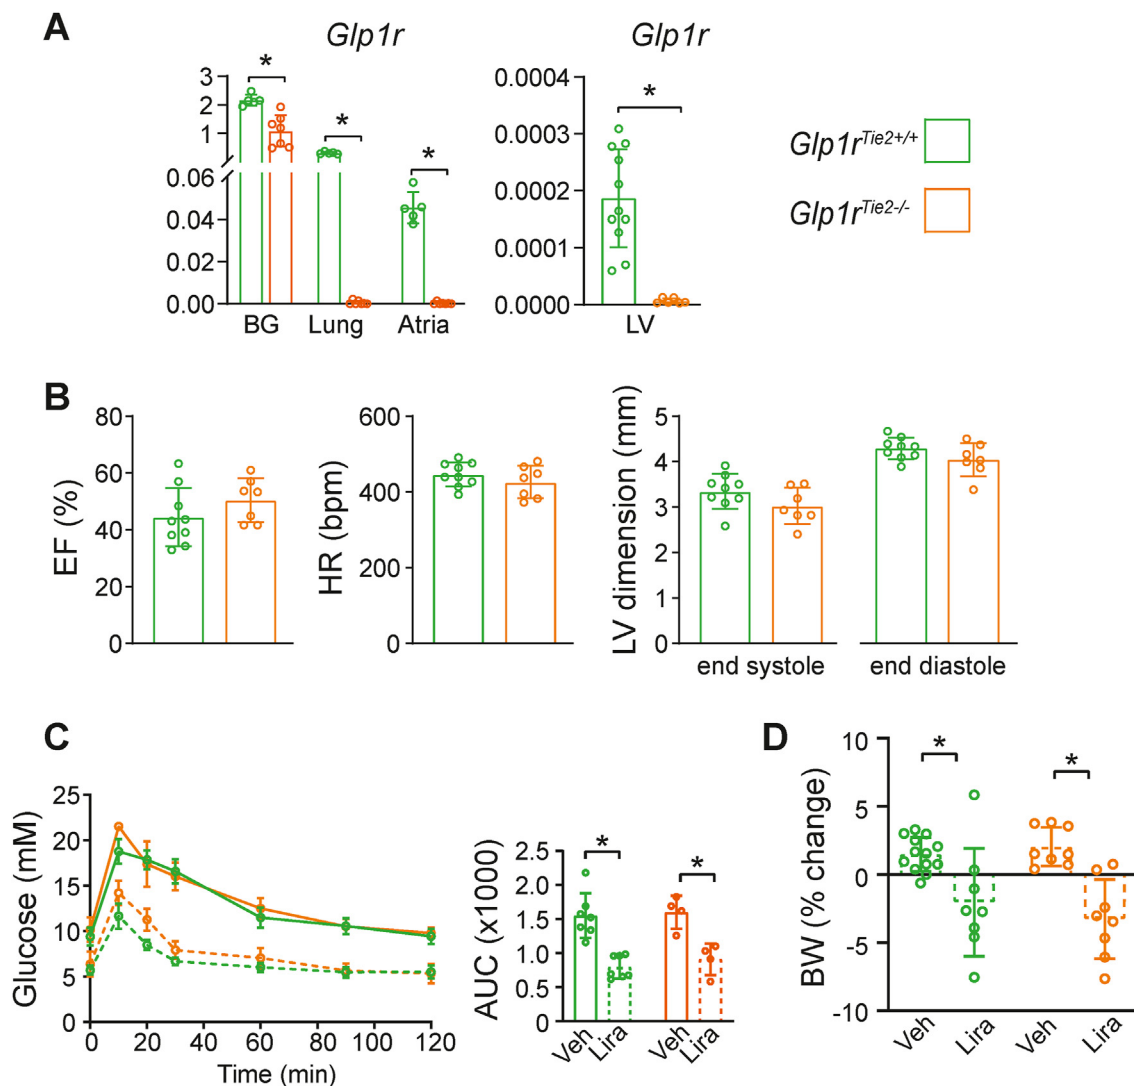 A
Glp1r
Glp1r
*
*
*
*
3
2
1
0.06
0.04
0.02
0.00
BG
Lung
Atria
0.0004
0.0003
0.0002
0.0001
0.0000
LV
Glp1rTie2+/+
Glp1rTie2-/-
B
EF (%)
80
60
40
20
0
HR (bpm)
600
400
200
0
LV dimension (mm)
5
4
3
2
1
0
end systole
end diastole
C
Glucose (mM)
25
20
15
10
5
0
0
20
40
60
80
100
120
Time (min)
AUC (x1000)
2.5
2.0
1.5
1.0
0.5
0
*
*
Veh
Lira
Veh
Lira
D
BW (% change)
10
5
0
-5
-10
*
*
Veh
Lira
Veh
Lira